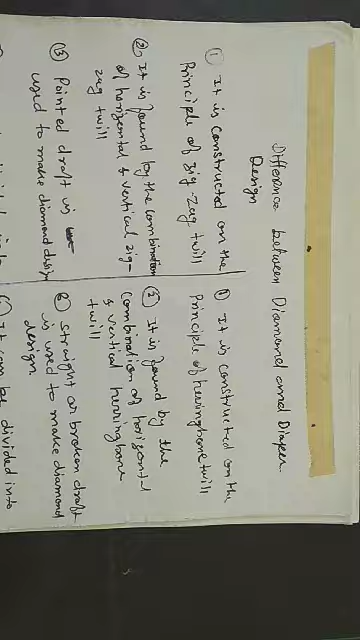 Difference between Diamond and Diaper
Design
① It is constructed on the
Principle of zig-zag twill
② It is found by the combination
of horizental & vertical zig-
zag twill
③ Pointed draft is
used to make diamond design
① It is constructed on the
Principle of herringbone twill
② It is found by the
combination of horizontal
& vertical herringbone
twill
③ Straight or broken draft
is used to make diamond
design.
It can be divided into